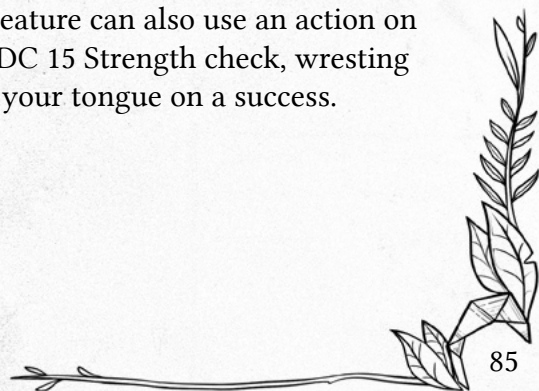 eature can also use an action on
DC 15 Strength check, wresting
your tongue on a success.
85